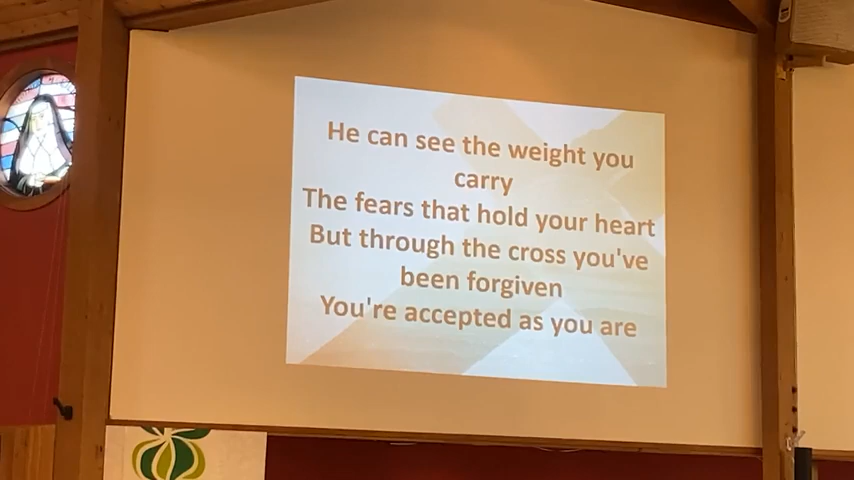 He can see the weight you
carry
The fears that hold your heart
But through the cross you've
been forgiven
You're accepted as you are